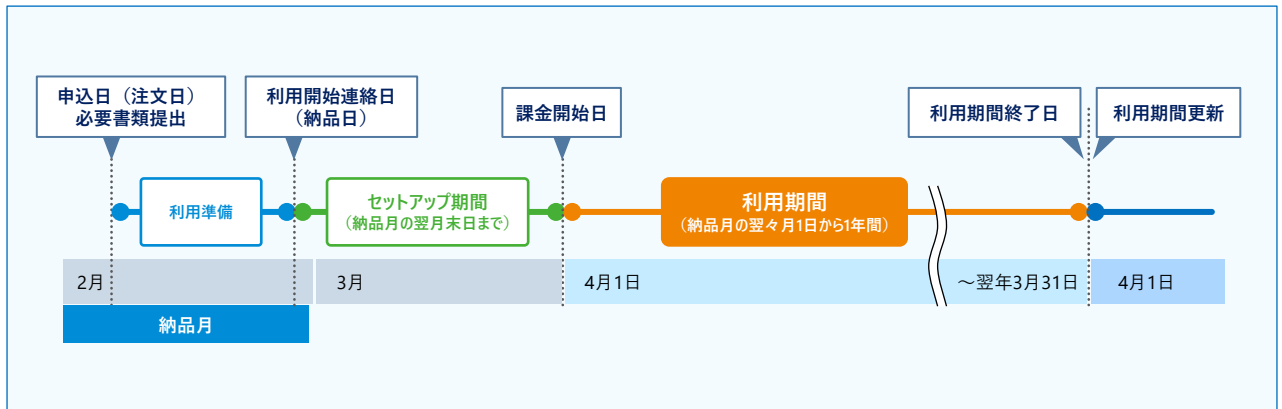 申込日（注文日）
必要書類提出
利用開始連絡日
（納品日）
課金開始日
利用期間終了日
利用期間更新
利用準備
セットアップ期間
（納品月の翌月末日まで）
利用期間
（納品月の翌々月1日から1年間）
2月
3月
4月1日
～翌年3月31日
4月1日
納品月